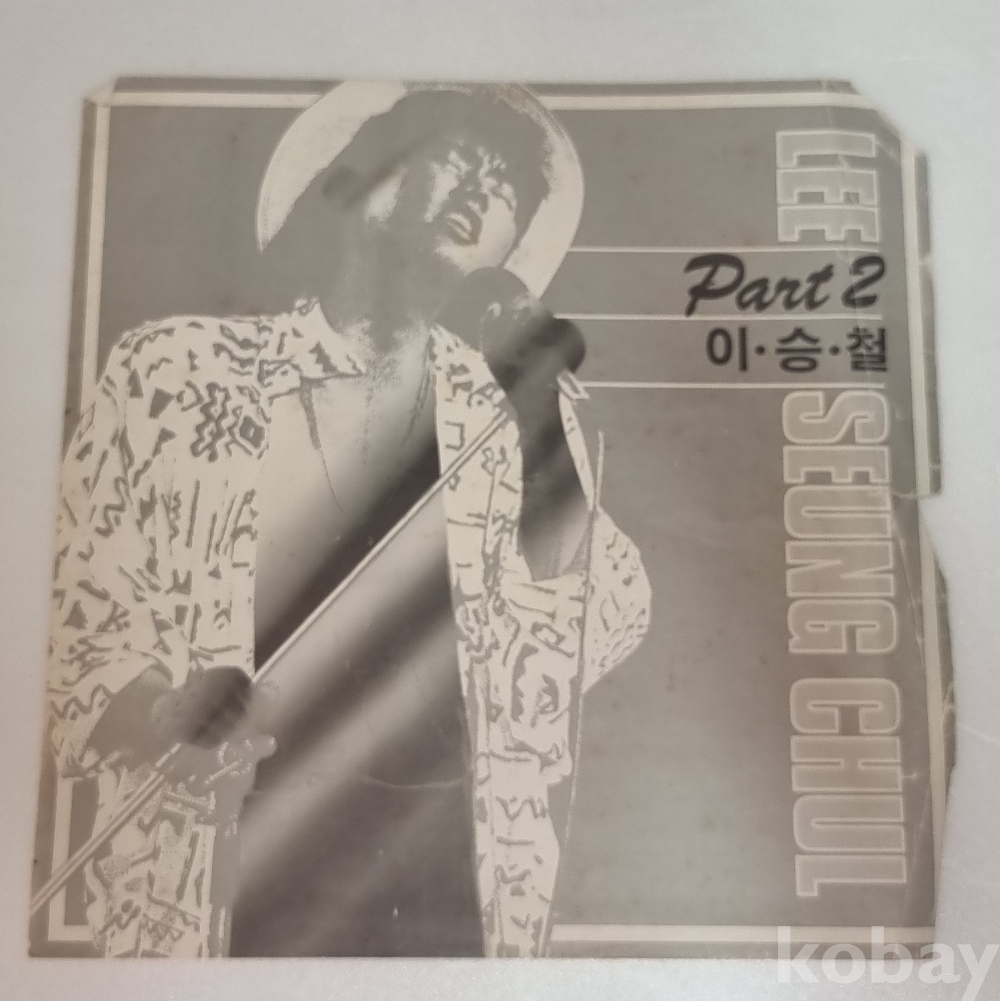 LEE SEUNG CHUL
Part 2
이·승·철
kobay